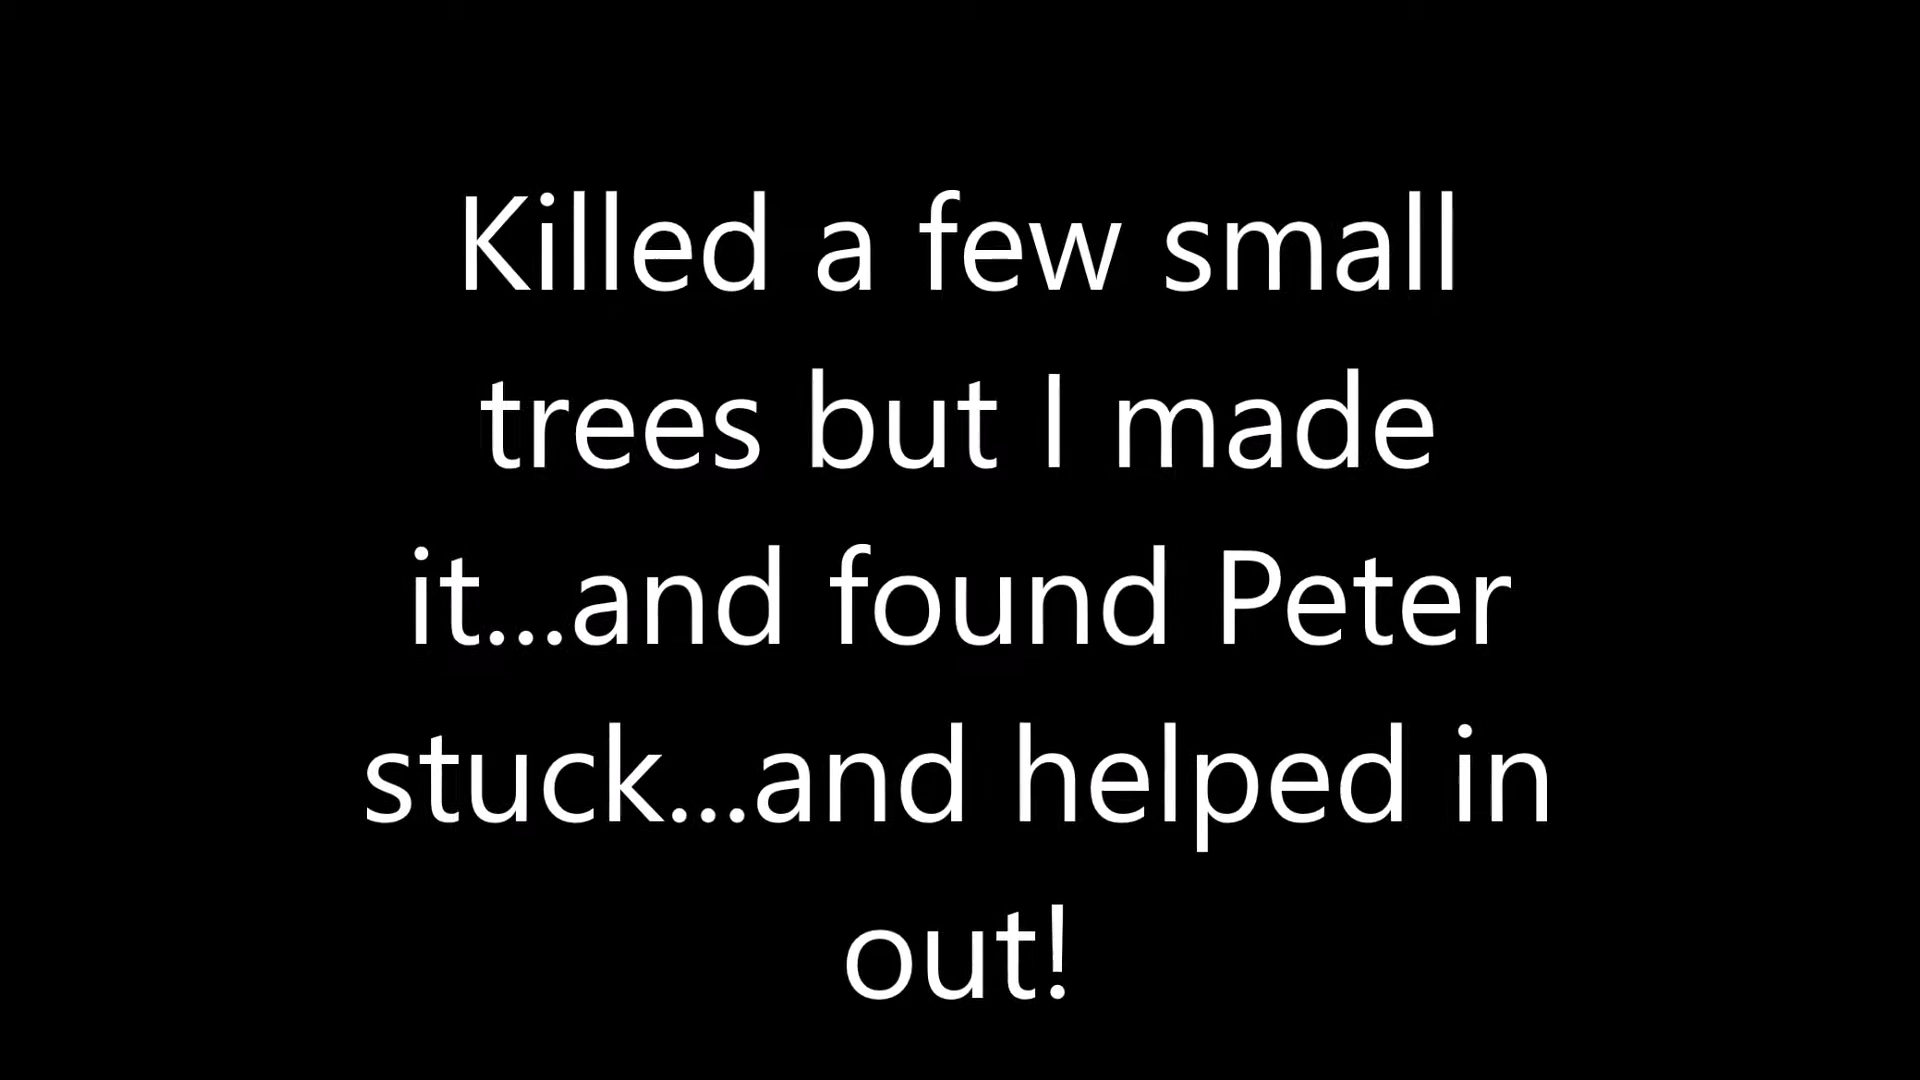 Killed a few small
trees but I made
it...and found Peter
stuck...and helped in
out!